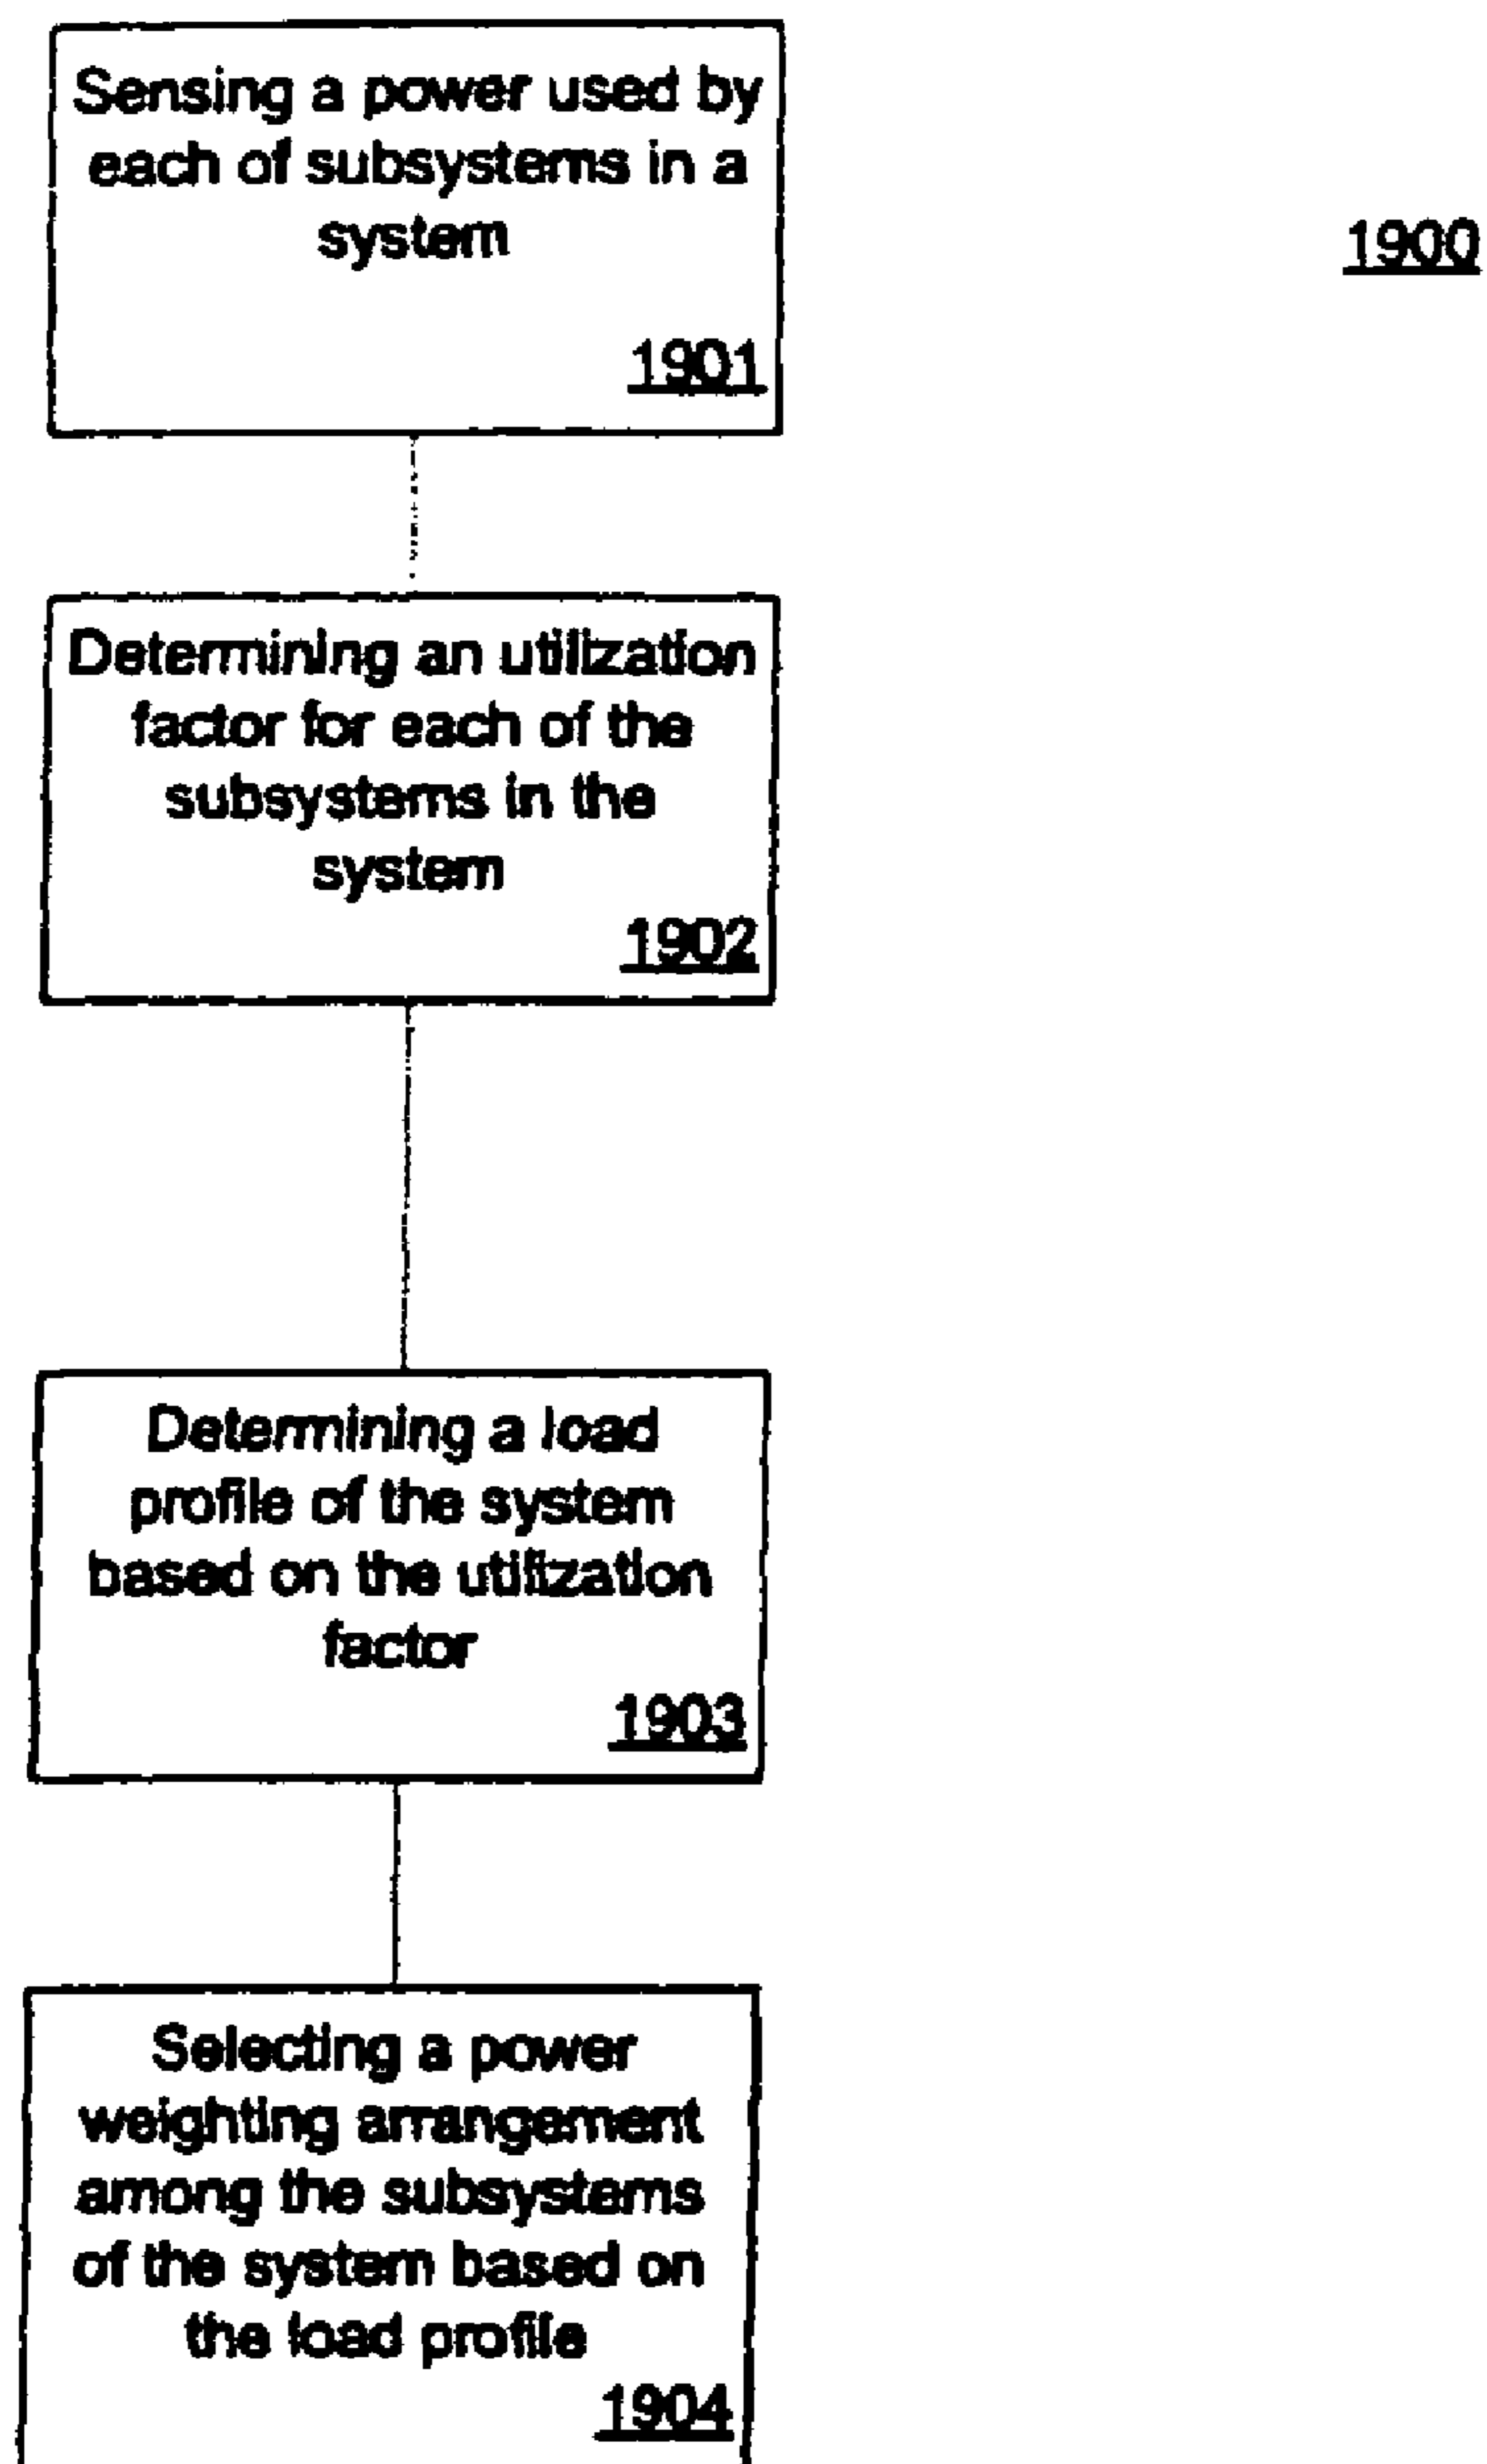 Sensing a power used by
each of subsystems in a
system
1900
1901
Determining an utilization
factor for each of the
subsystems in the
system
1902
Determining a load
profile of the system
based on the utilization
factor
1903
Selecting a power
weighting arrangement
among the subsystems
of the system based on
the load profile
1904